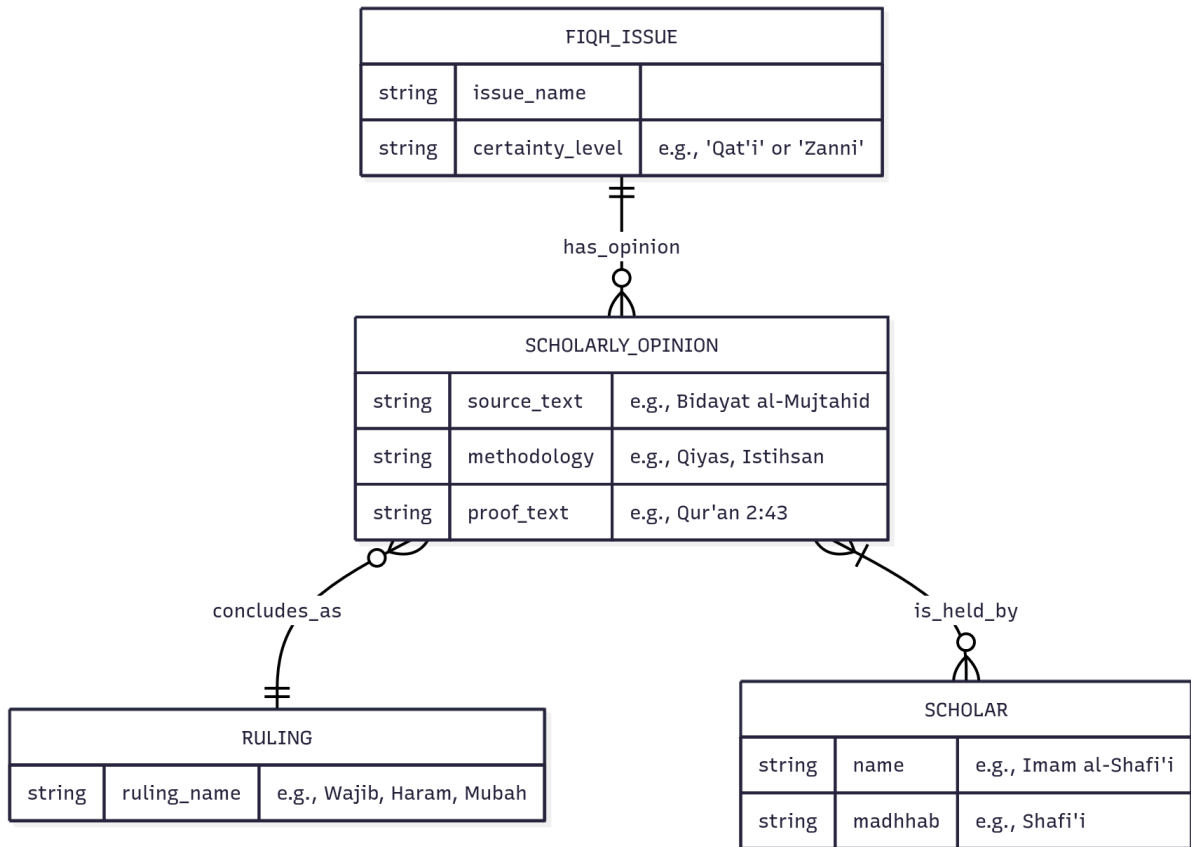 FIQH_ISSUE
string issue_name
string certainty_level e.g., 'Qat'i' or 'Zanni'
has_opinion
SCHOLARLY_OPINION
string source_text e.g., Bidayat al-Mujtahid
string methodology e.g., Qiyas, Istihsan
string proof_text e.g., Qur'an 2:43
concludes_as
is_held_by
RULING
string ruling_name e.g., Wajib, Haram, Mubah
SCHOLAR
string name e.g., Imam al-Shafi'i
string madhhab e.g., Shafi'i